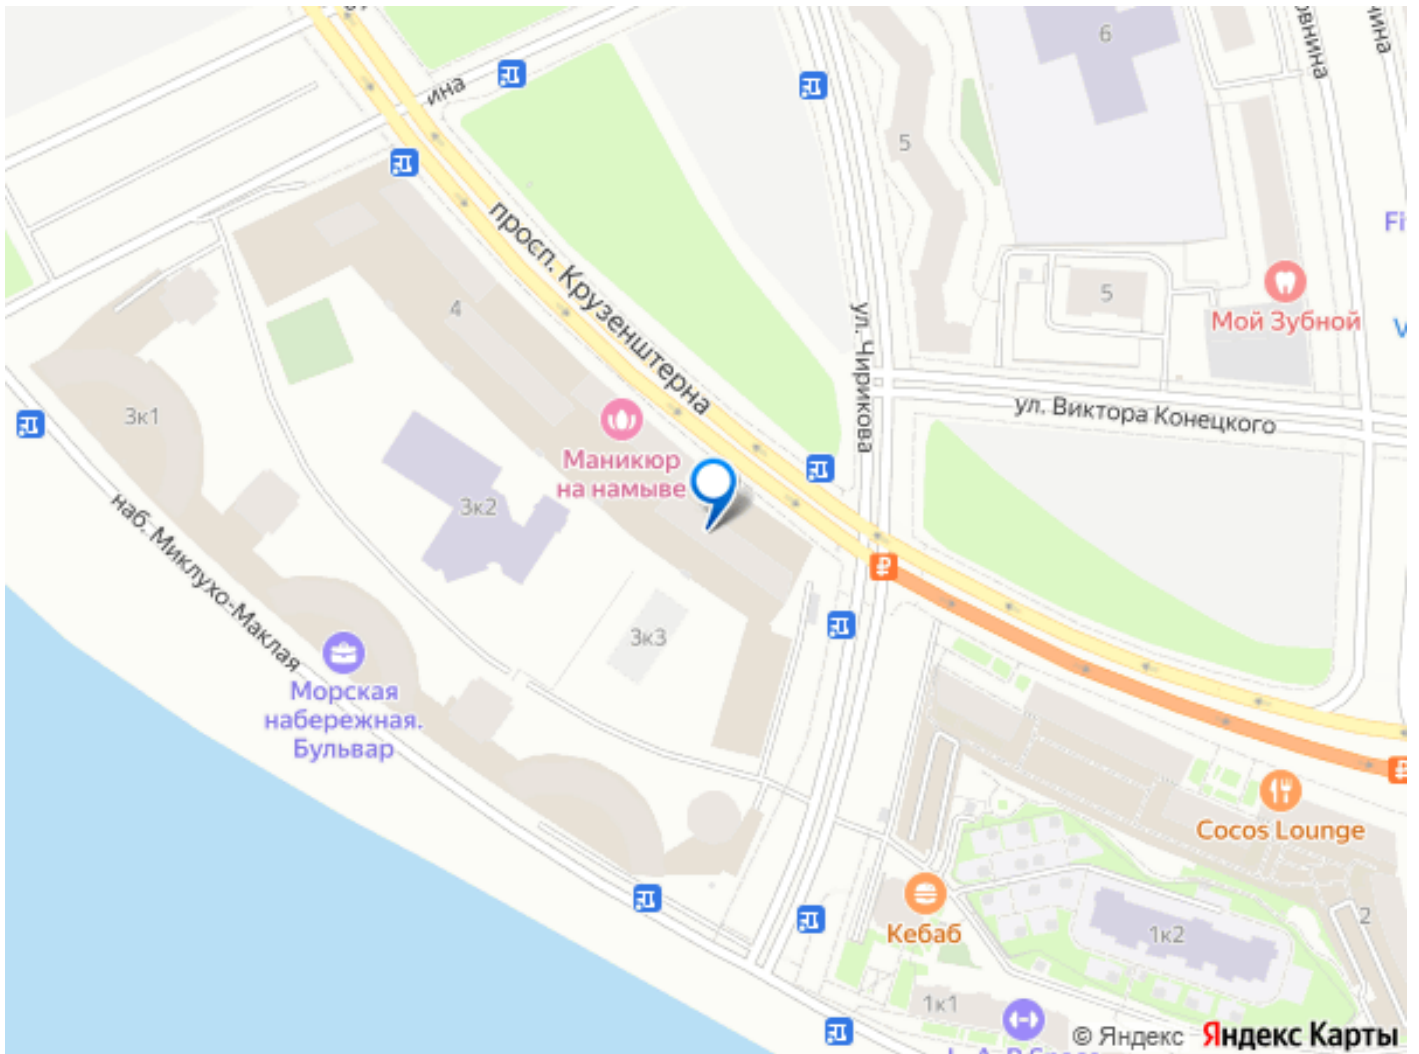 ина
просп. Крузенштерна
ул. Чирикова
ул. Виктора Конецкого
6
5
5
Мой Зубной
4
3к1
Маникюр
на намыве
3к2
3к3
наб. Миклухо-Маклая
Морская
набережная.
Бульвар
Cocos Lounge
Кебаб
1к2
2
1к1
© Яндекс Яндекс Карты